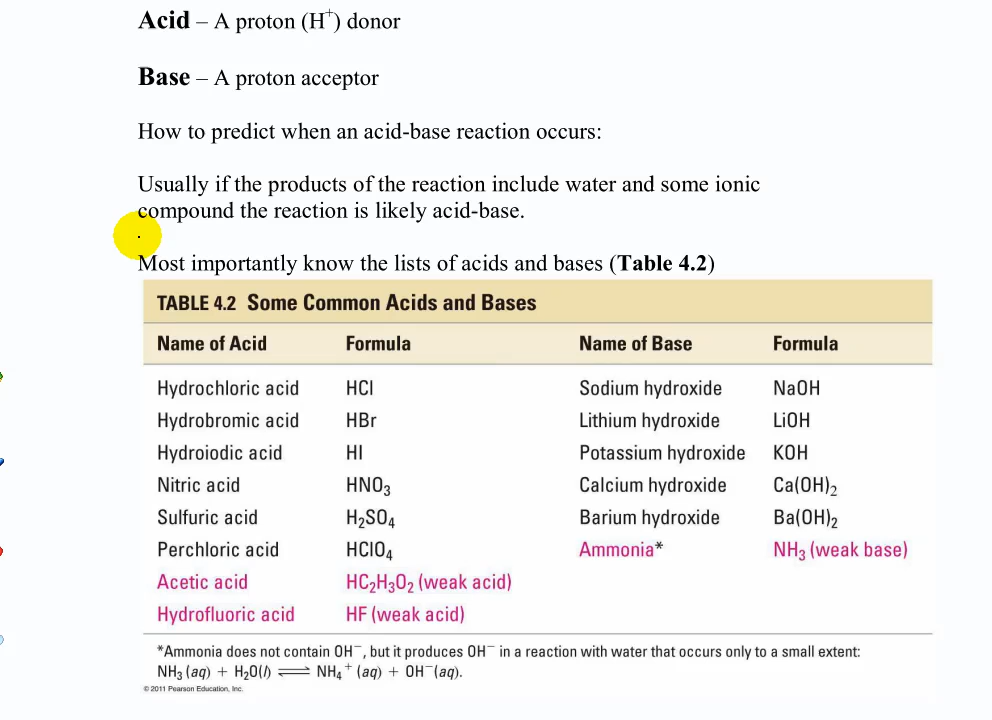 Acid – A proton (H⁺) donor
Base – A proton acceptor
How to predict when an acid-base reaction occurs:
Usually if the products of the reaction include water and some ionic
compound the reaction is likely acid-base.
.
Most importantly know the lists of acids and bases (Table 4.2)
TABLE 4.2 Some Common Acids and Bases
Name of Acid Formula Name of Base Formula
Hydrochloric acid HCl Sodium hydroxide NaOH
Hydrobromic acid HBr Lithium hydroxide LiOH
Hydroiodic acid HI Potassium hydroxide KOH
Nitric acid HNO₃ Calcium hydroxide Ca(OH)₂
Sulfuric acid H₂SO₄ Barium hydroxide Ba(OH)₂
Perchloric acid HClO₄ Ammonia* NH₃ (weak base)
Acetic acid HC₂H₃O₂ (weak acid)
Hydrofluoric acid HF (weak acid)
*Ammonia does not contain OH⁻, but it produces OH⁻ in a reaction with water that occurs only to a small extent:
NH₃ (aq) + H₂O(l) ⇌ NH₄⁺ (aq) + OH⁻(aq).
© 2011 Pearson Education, Inc.